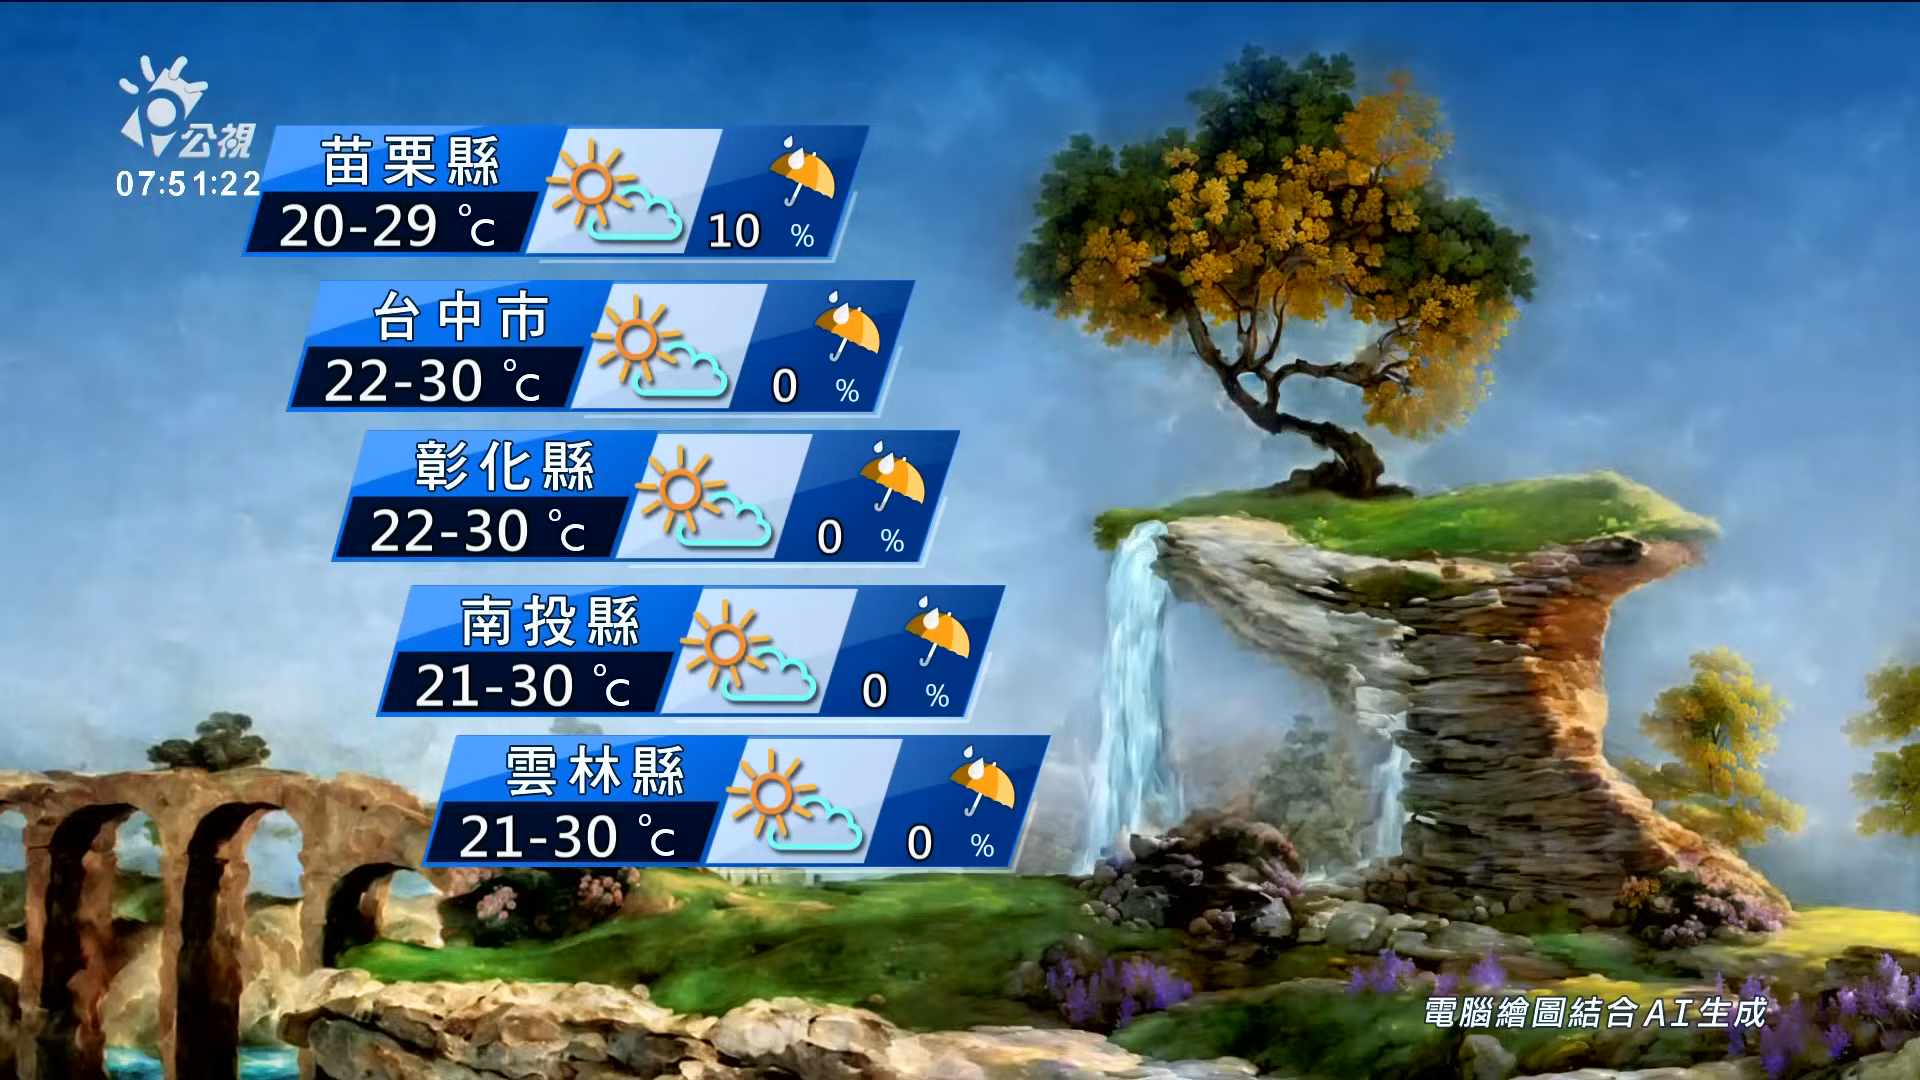 公視
07:51:22
苗栗縣
20-29 ℃
10 %
台中市
22-30 ℃
0 %
彰化縣
22-30 ℃
0 %
南投縣
21-30 ℃
0 %
雲林縣
21-30 ℃
0 %
電腦繪圖結合AI生成